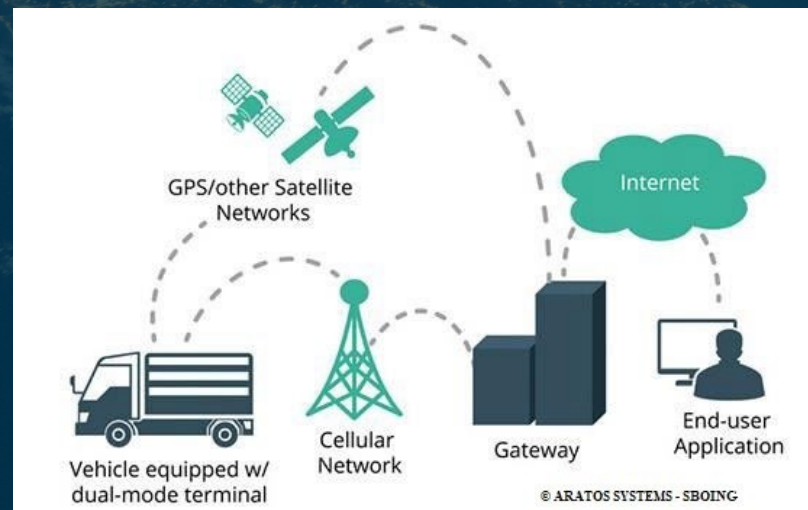 GPS/other Satellite
Networks
Internet
Vehicle equipped w/
dual-mode terminal
Cellular
Network
Gateway
End-user
Application
© ARATOS SYSTEMS - SBOING